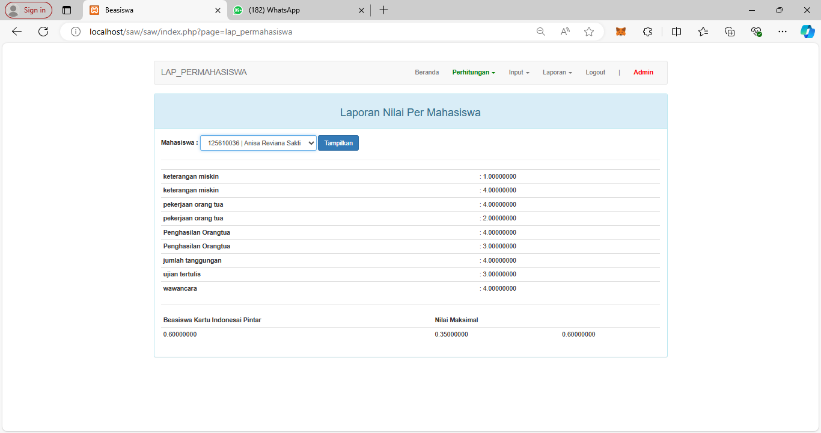 Sign in
Beasiswa
(182) WhatsApp
localhost/saw/saw/index.php?page=lap_permahasiswa
LAP_PERMAHASISWA
Beranda Perhitungan Input Laporan Logout | Admin
Laporan Nilai Per Mahasiswa
Mahasiswa : 125610036 | Anisa Reviana Sakti Tampilkan
keterangan miskin : 1.00000000
keterangan miskin : 4.00000000
pekerjaan orang tua : 4.00000000
pekerjaan orang tua : 2.00000000
Penghasilan Orangtua : 4.00000000
Penghasilan Orangtua : 3.00000000
jumlah tanggungan : 4.00000000
ujian tertulis : 3.00000000
wawancara : 4.00000000
Beasiswa Kartu Indonesai Pintar Nilai Maksimal
0.60000000 0.35000000 0.60000000